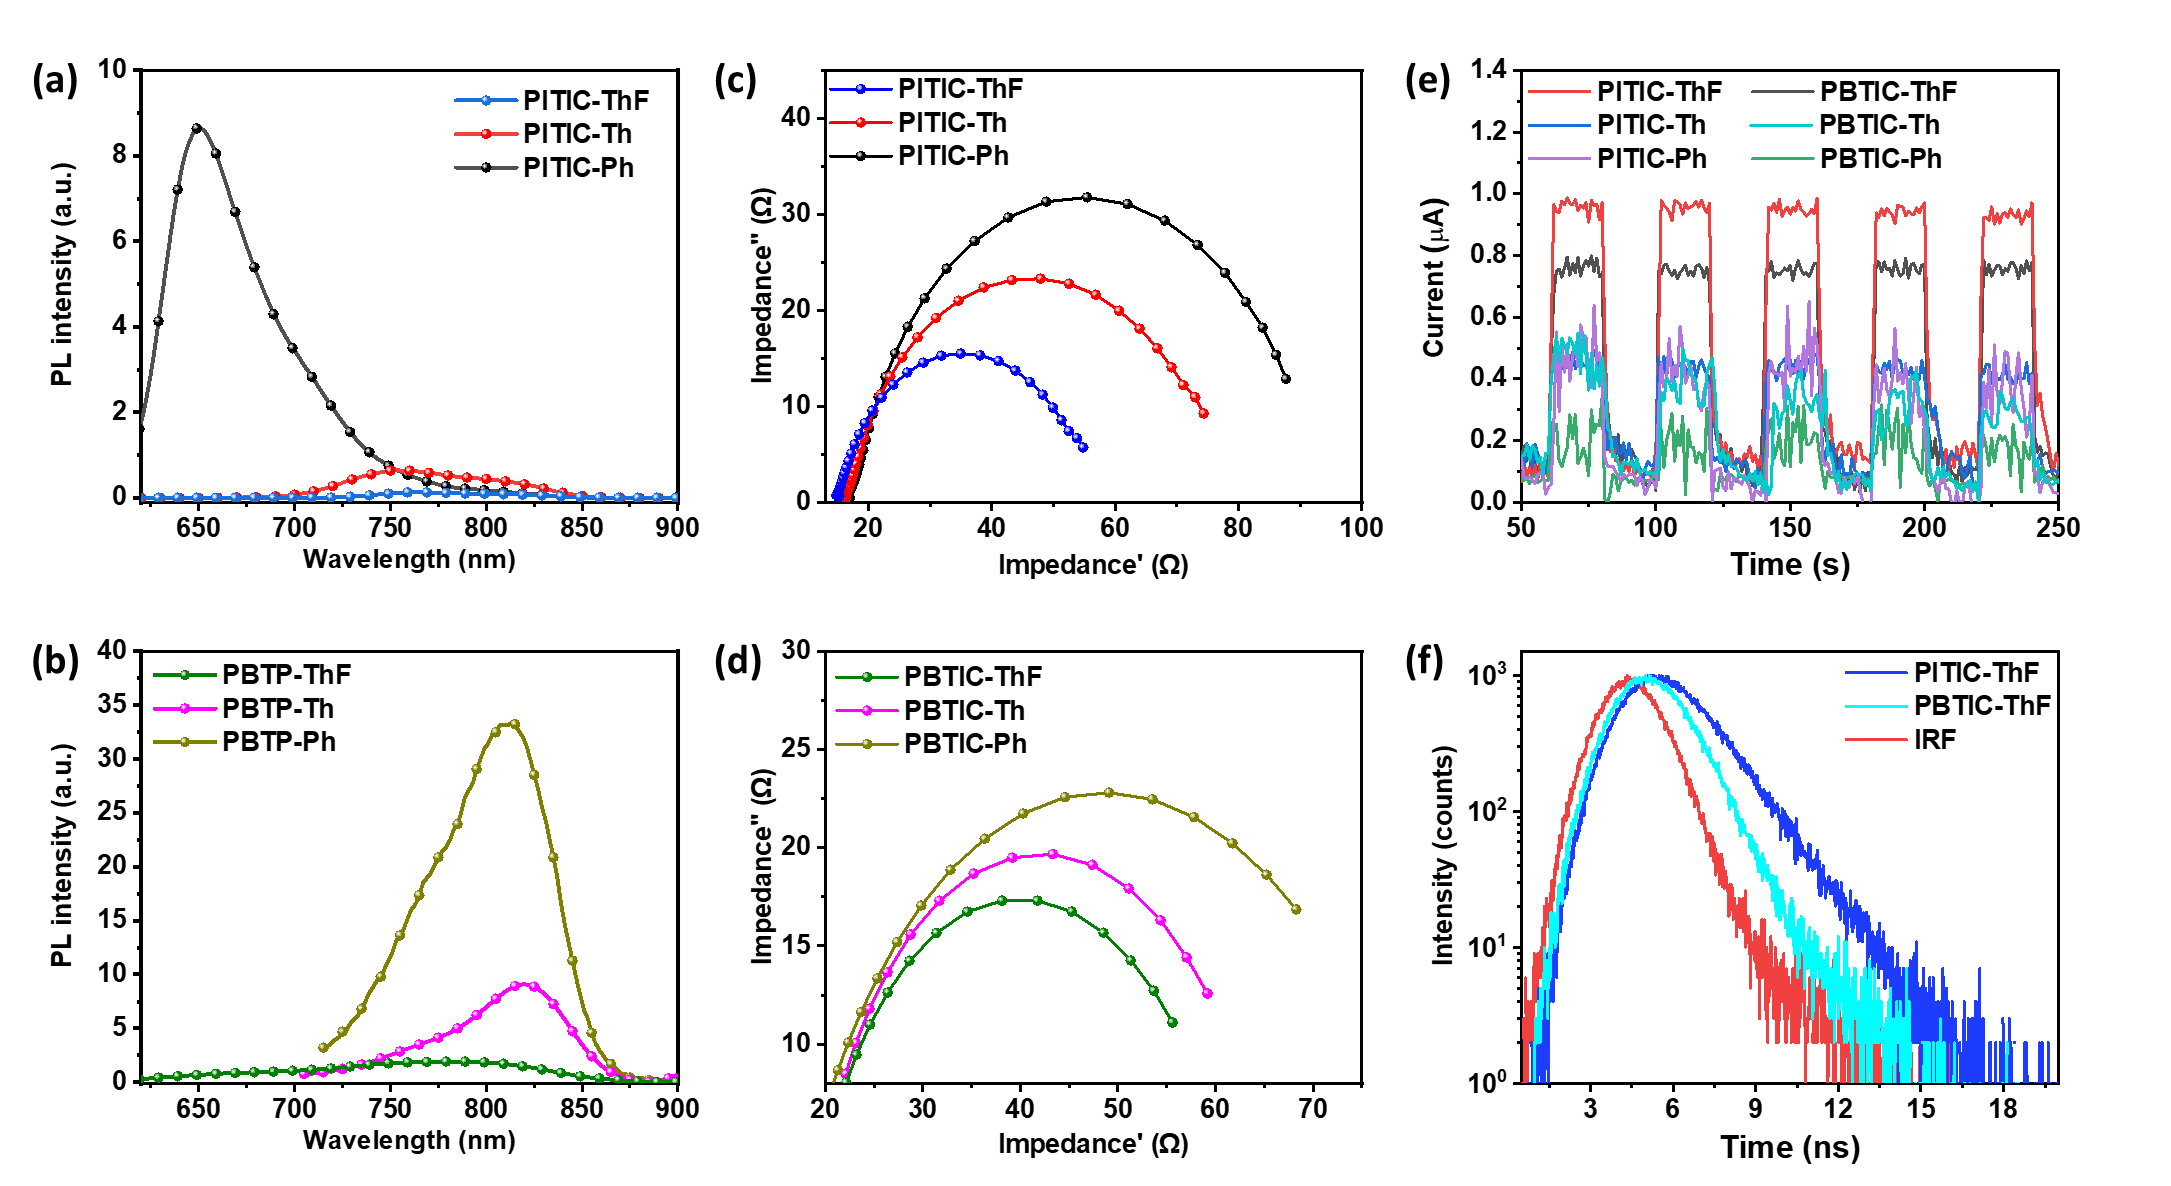 (a)
10
8
6
4
2
0
PL intensity (a.u.)
PITIC-ThF
PITIC-Th
PITIC-Ph
650 700 750 800 850 900
Wavelength (nm)
(c)
40
30
20
10
0
Impedance" (Ω)
PITIC-ThF
PITIC-Th
PITIC-Ph
20 40 60 80 100
Impedance' (Ω)
(e)
1.4
1.2
1.0
0.8
0.6
0.4
0.2
0.0
Current (μA)
PITIC-ThF PBTIC-ThF
PITIC-Th PBTIC-Th
PITIC-Ph PBTIC-Ph
50 100 150 200 250
Time (s)
(b)
40
35
30
25
20
15
10
5
0
PL intensity (a.u.)
PBTP-ThF
PBTP-Th
PBTP-Ph
650 700 750 800 850 900
Wavelength (nm)
(d)
30
25
20
15
10
Impedance" (Ω)
PBTIC-ThF
PBTIC-Th
PBTIC-Ph
20 30 40 50 60 70
Impedance' (Ω)
(f)
10³
10²
10¹
10⁰
Intensity (counts)
PITIC-ThF
PBTIC-ThF
IRF
3 6 9 12 15 18
Time (ns)